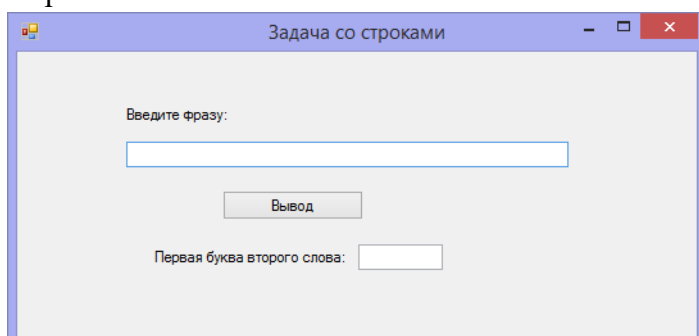 Задача со строками
Введите фразу:
Вывод
Первая буква второго слова: